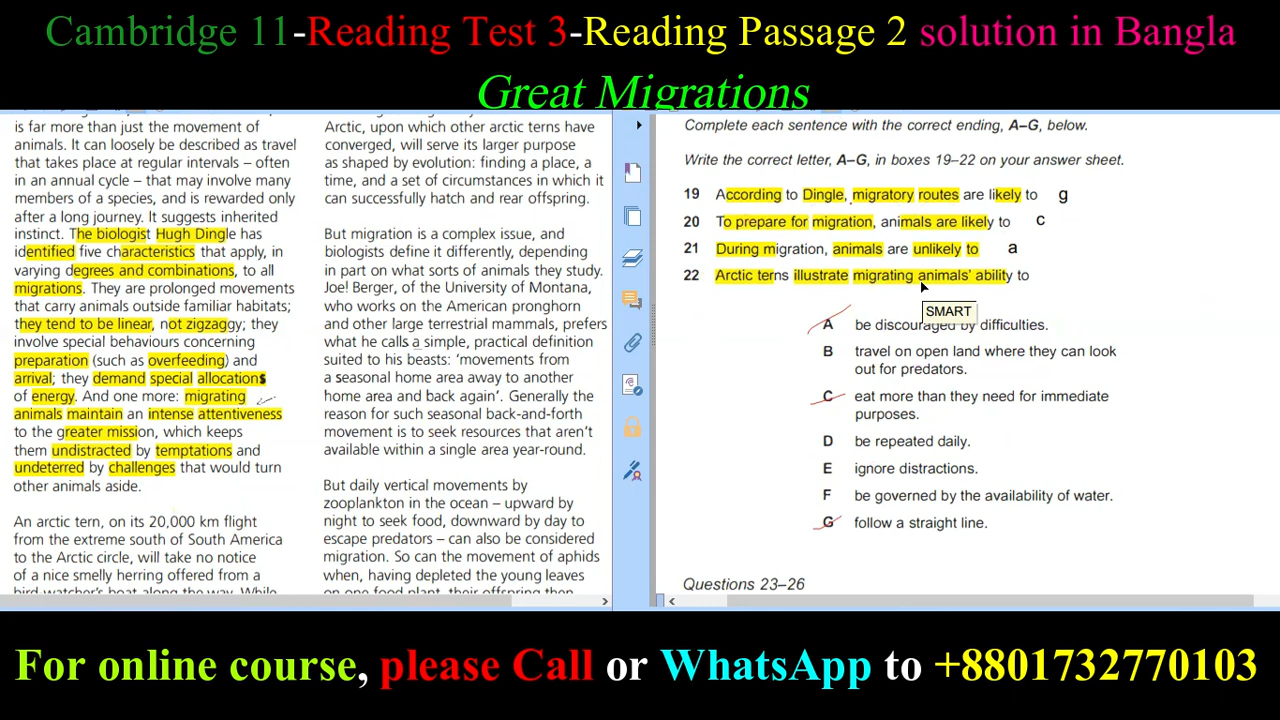 Cambridge 11-Reading Test 3-Reading Passage 2 solution in Bangla
Great Migrations
is far more than just the movement of
animals. It can loosely be described as travel
that takes place at regular intervals – often
in an annual cycle – that may involve many
members of a species, and is rewarded only
after a long journey. It suggests inherited
instinct. The biologist Hugh Dingle has
identified five characteristics that apply, in
varying degrees and combinations, to all
migrations. They are prolonged movements
that carry animals outside familiar habitats;
they tend to be linear, not zigzaggy; they
involve special behaviours concerning
preparation (such as overfeeding) and
arrival; they demand special allocations
of energy. And one more: migrating
animals maintain an intense attentiveness
to the greater mission, which keeps
them undistracted by temptations and
undeterred by challenges that would turn
other animals aside.
An arctic tern, on its 20,000 km flight
from the extreme south of South America
to the Arctic circle, will take no notice
of a nice smelly herring offered from a
bird-watcher's boat along the way. While
Arctic, upon which other arctic terns have
converged, will serve its larger purpose
as shaped by evolution: finding a place, a
time, and a set of circumstances in which it
can successfully hatch and rear offspring.
But migration is a complex issue, and
biologists define it differently, depending
in part on what sorts of animals they study.
Joe! Berger, of the University of Montana,
who works on the American pronghorn
and other large terrestrial mammals, prefers
what he calls a simple, practical definition
suited to his beasts: 'movements from
a seasonal home area away to another
home area and back again'. Generally the
reason for such seasonal back-and-forth
movement is to seek resources that aren't
available within a single area year-round.
But daily vertical movements by
zooplankton in the ocean – upward by
night to seek food, downward by day to
escape predators – can also be considered
migration. So can the movement of aphids
when, having depleted the young leaves
on one food plant, their offspring then
Complete each sentence with the correct ending, A–G, below.
Write the correct letter, A–G, in boxes 19–22 on your answer sheet.
19 According to Dingle, migratory routes are likely to g
20 To prepare for migration, animals are likely to c
21 During migration, animals are unlikely to a
22 Arctic terns illustrate migrating animals' ability to
SMART
A be discouraged by difficulties.
B travel on open land where they can look
out for predators.
C eat more than they need for immediate
purposes.
D be repeated daily.
E ignore distractions.
F be governed by the availability of water.
G follow a straight line.
Questions 23–26
For online course, please Call or WhatsApp to +8801732770103